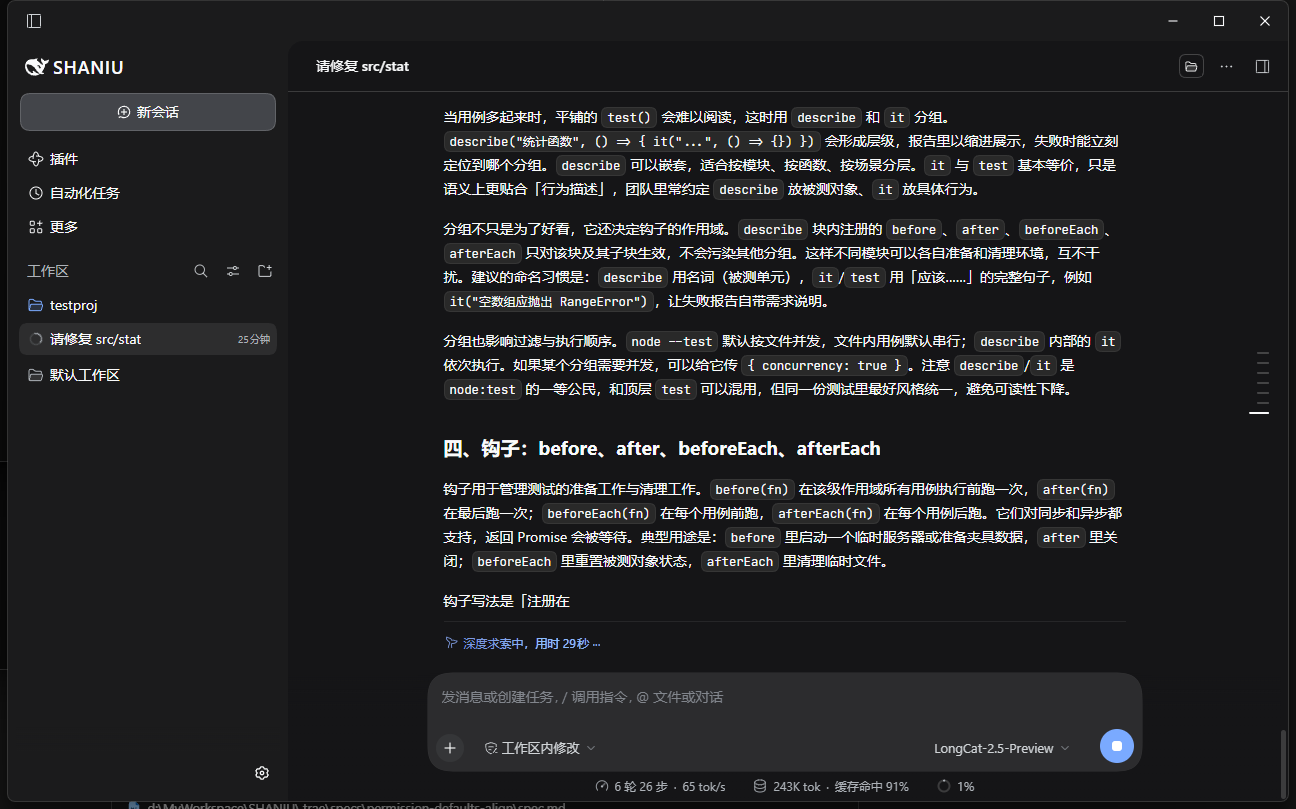 SHANIU
新会话
插件
自动化任务
更多
工作区
testproj
请修复 src/stat
25分钟
默认工作区
请修复 src/stat
当用例多起来时，平铺的 test() 会难以阅读，这时用 describe 和 it 分组。
describe("统计函数", () => { it("...", () => {}) }) 会形成层级，报告里以缩进展示，失败时能立刻
定位到哪个分组。describe 可以嵌套，适合按模块、按函数、按场景分层。it 与 test 基本等价，只是
语义上更贴合「行为描述」，团队里常约定 describe 放被测对象、it 放具体行为。
分组不只是为了好看，它还决定钩子的作用域。describe 块内注册的 before、after、beforeEach、
afterEach 只对该块及其子块生效，不会污染其他分组。这样不同模块可以各自准备和清理环境，互不干
扰。建议的命名习惯是：describe 用名词（被测单元），it/test 用「应该……」的完整句子，例如
it("空数组应抛出 RangeError")，让失败报告自带需求说明。
分组也影响过滤与执行顺序。node --test 默认按文件并发，文件内用例默认串行；describe 内部的 it
依次执行。如果某个分组需要并发，可以给它传 { concurrency: true }。注意 describe/it 是
node:test 的一等公民，和顶层 test 可以混用，但同一份测试里最好风格统一，避免可读性下降。
四、钩子：before、after、beforeEach、afterEach
钩子用于管理测试的准备工作与清理工作。before(fn) 在该级作用域所有用例执行前跑一次，after(fn)
在最后跑一次；beforeEach(fn) 在每个用例前跑，afterEach(fn) 在每个用例后跑。它们对同步和异步都
支持，返回 Promise 会被等待。典型用途是：before 里启动一个临时服务器或准备夹具数据，after 里关
闭；beforeEach 里重置被测对象状态，afterEach 里清理临时文件。
钩子写法是「注册在
深度求索中，用时 29秒 ···
发消息或创建任务, / 调用指令, @ 文件或对话
工作区内修改
LongCat-2.5-Preview
6 轮 26 步 · 65 tok/s
243K tok · 缓存命中 91%
1%
d:\MyWorkspace\SHANIU\.trae\specs\permission-defaults-align\spec.md